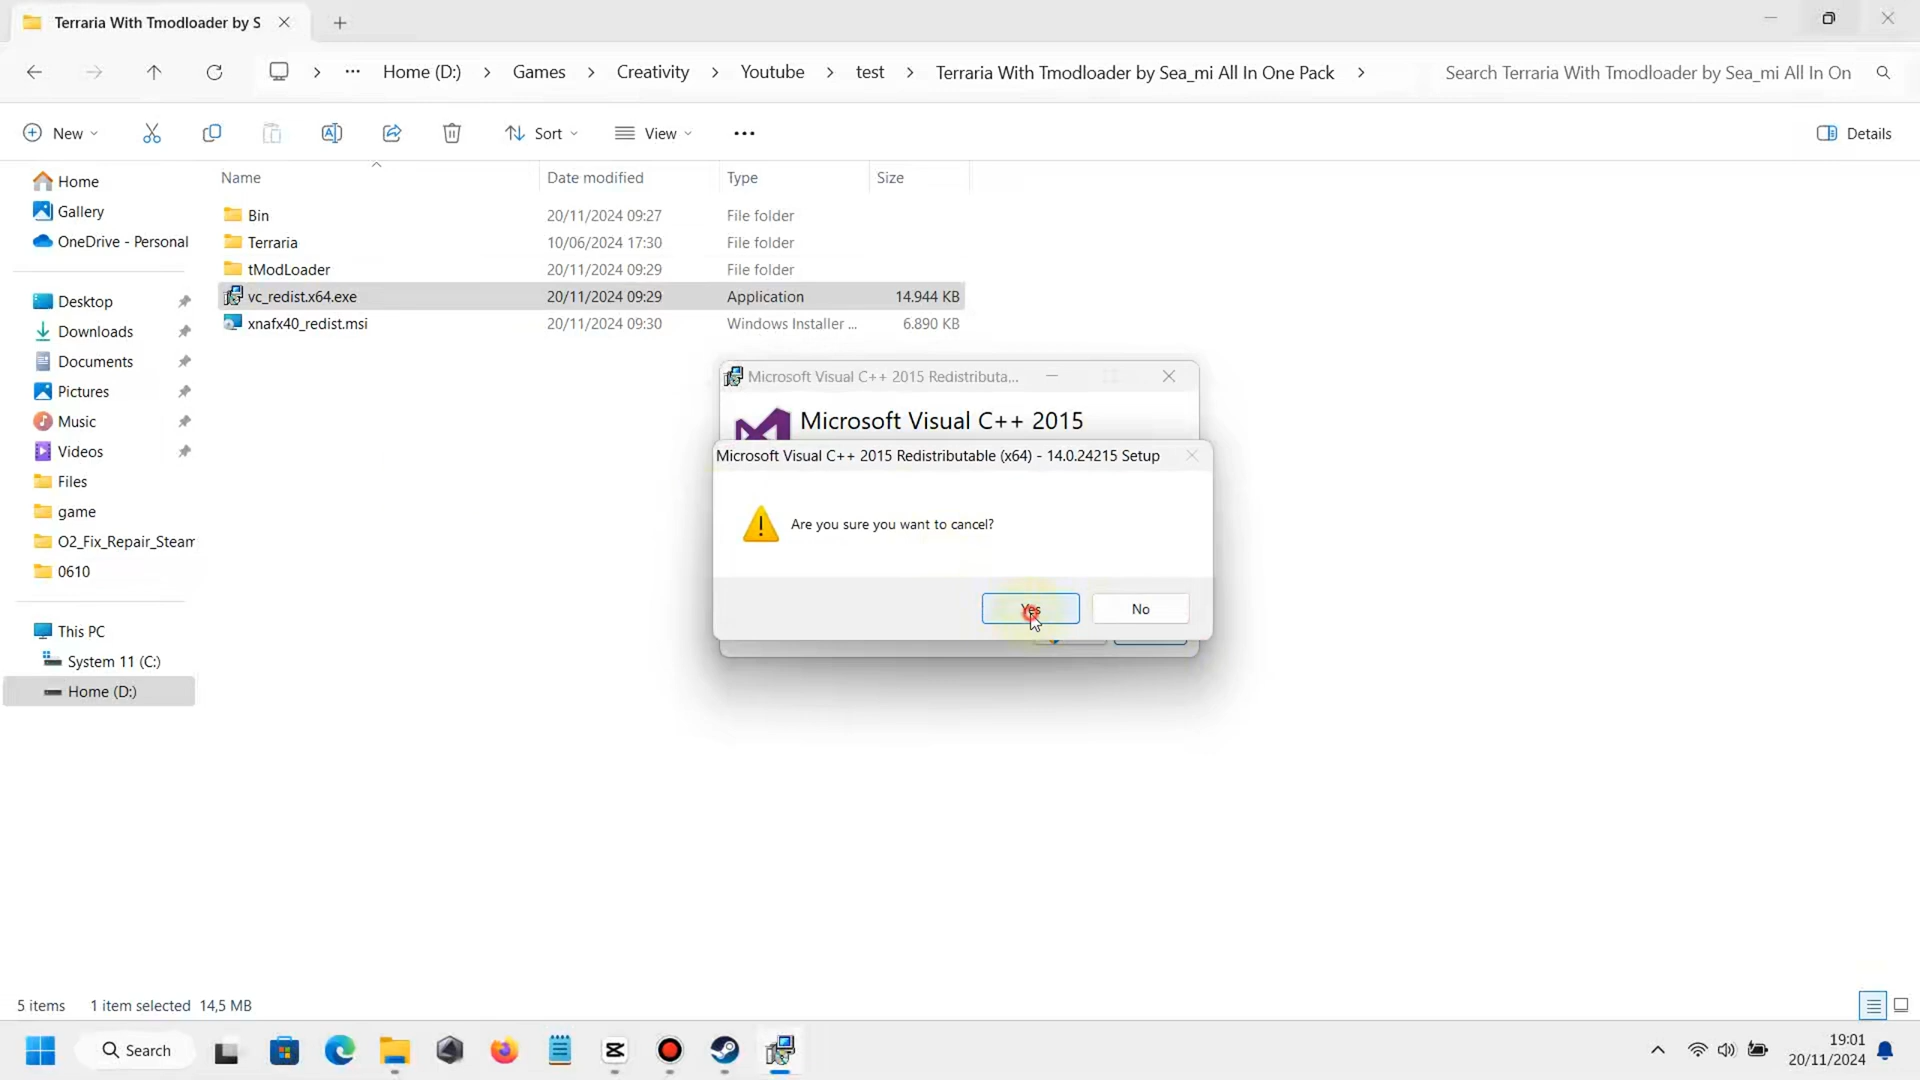 Terraria With Tmodloader by S
Home (D:) Games Creativity Youtube test Terraria With Tmodloader by Sea_mi All In One Pack
Search Terraria With Tmodloader by Sea_mi All In On
New
Sort
View
Details
Name Date modified Type Size
Bin 20/11/2024 09:27 File folder
Terraria 10/06/2024 17:30 File folder
tModLoader 20/11/2024 09:29 File folder
vc_redist.x64.exe 20/11/2024 09:29 Application 14.944 KB
xnafx40_redist.msi 20/11/2024 09:30 Windows Installer ... 6.890 KB
Home
Gallery
OneDrive - Personal
Desktop
Downloads
Documents
Pictures
Music
Videos
Files
game
O2_Fix_Repair_Steam
0610
This PC
System 11 (C:)
Home (D:)
Microsoft Visual C++ 2015 Redistributa...
Microsoft Visual C++ 2015
Microsoft Visual C++ 2015 Redistributable (x64) - 14.0.24215 Setup
Are you sure you want to cancel?
Yes
No
5 items 1 item selected 14,5 MB
Search
19:01
20/11/2024